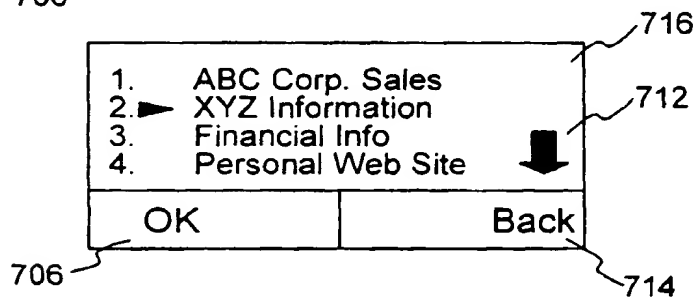 716
1. ABC Corp. Sales
712
2. XYZ Information
3. Financial Info
4. Personal Web Site
OK Back
706
714